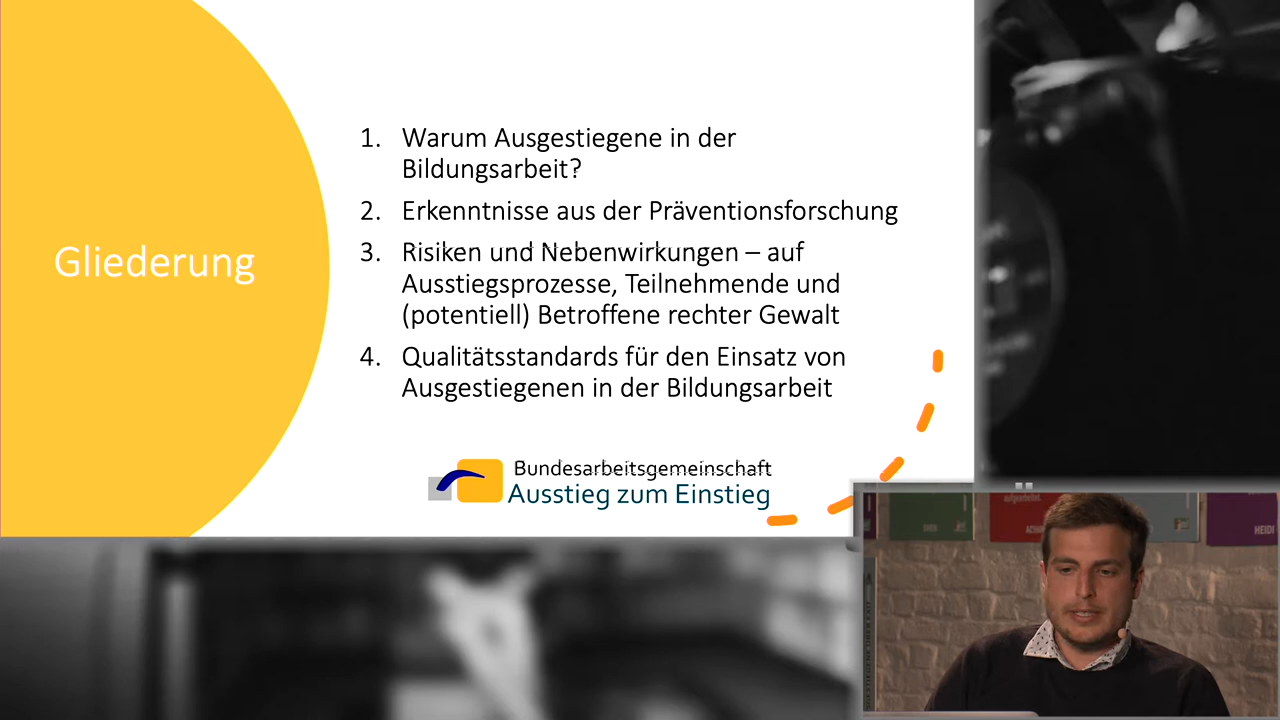 Gliederung
1. Warum Ausgestiegene in der
Bildungsarbeit?
2. Erkenntnisse aus der Präventionsforschung
3. Risiken und Nebenwirkungen – auf
Ausstiegsprozesse, Teilnehmende und
(potentiell) Betroffene rechter Gewalt
4. Qualitätsstandards für den Einsatz von
Ausgestiegenen in der Bildungsarbeit
Bundesarbeitsgemeinschaft
Ausstieg zum Einstieg
HEIDI